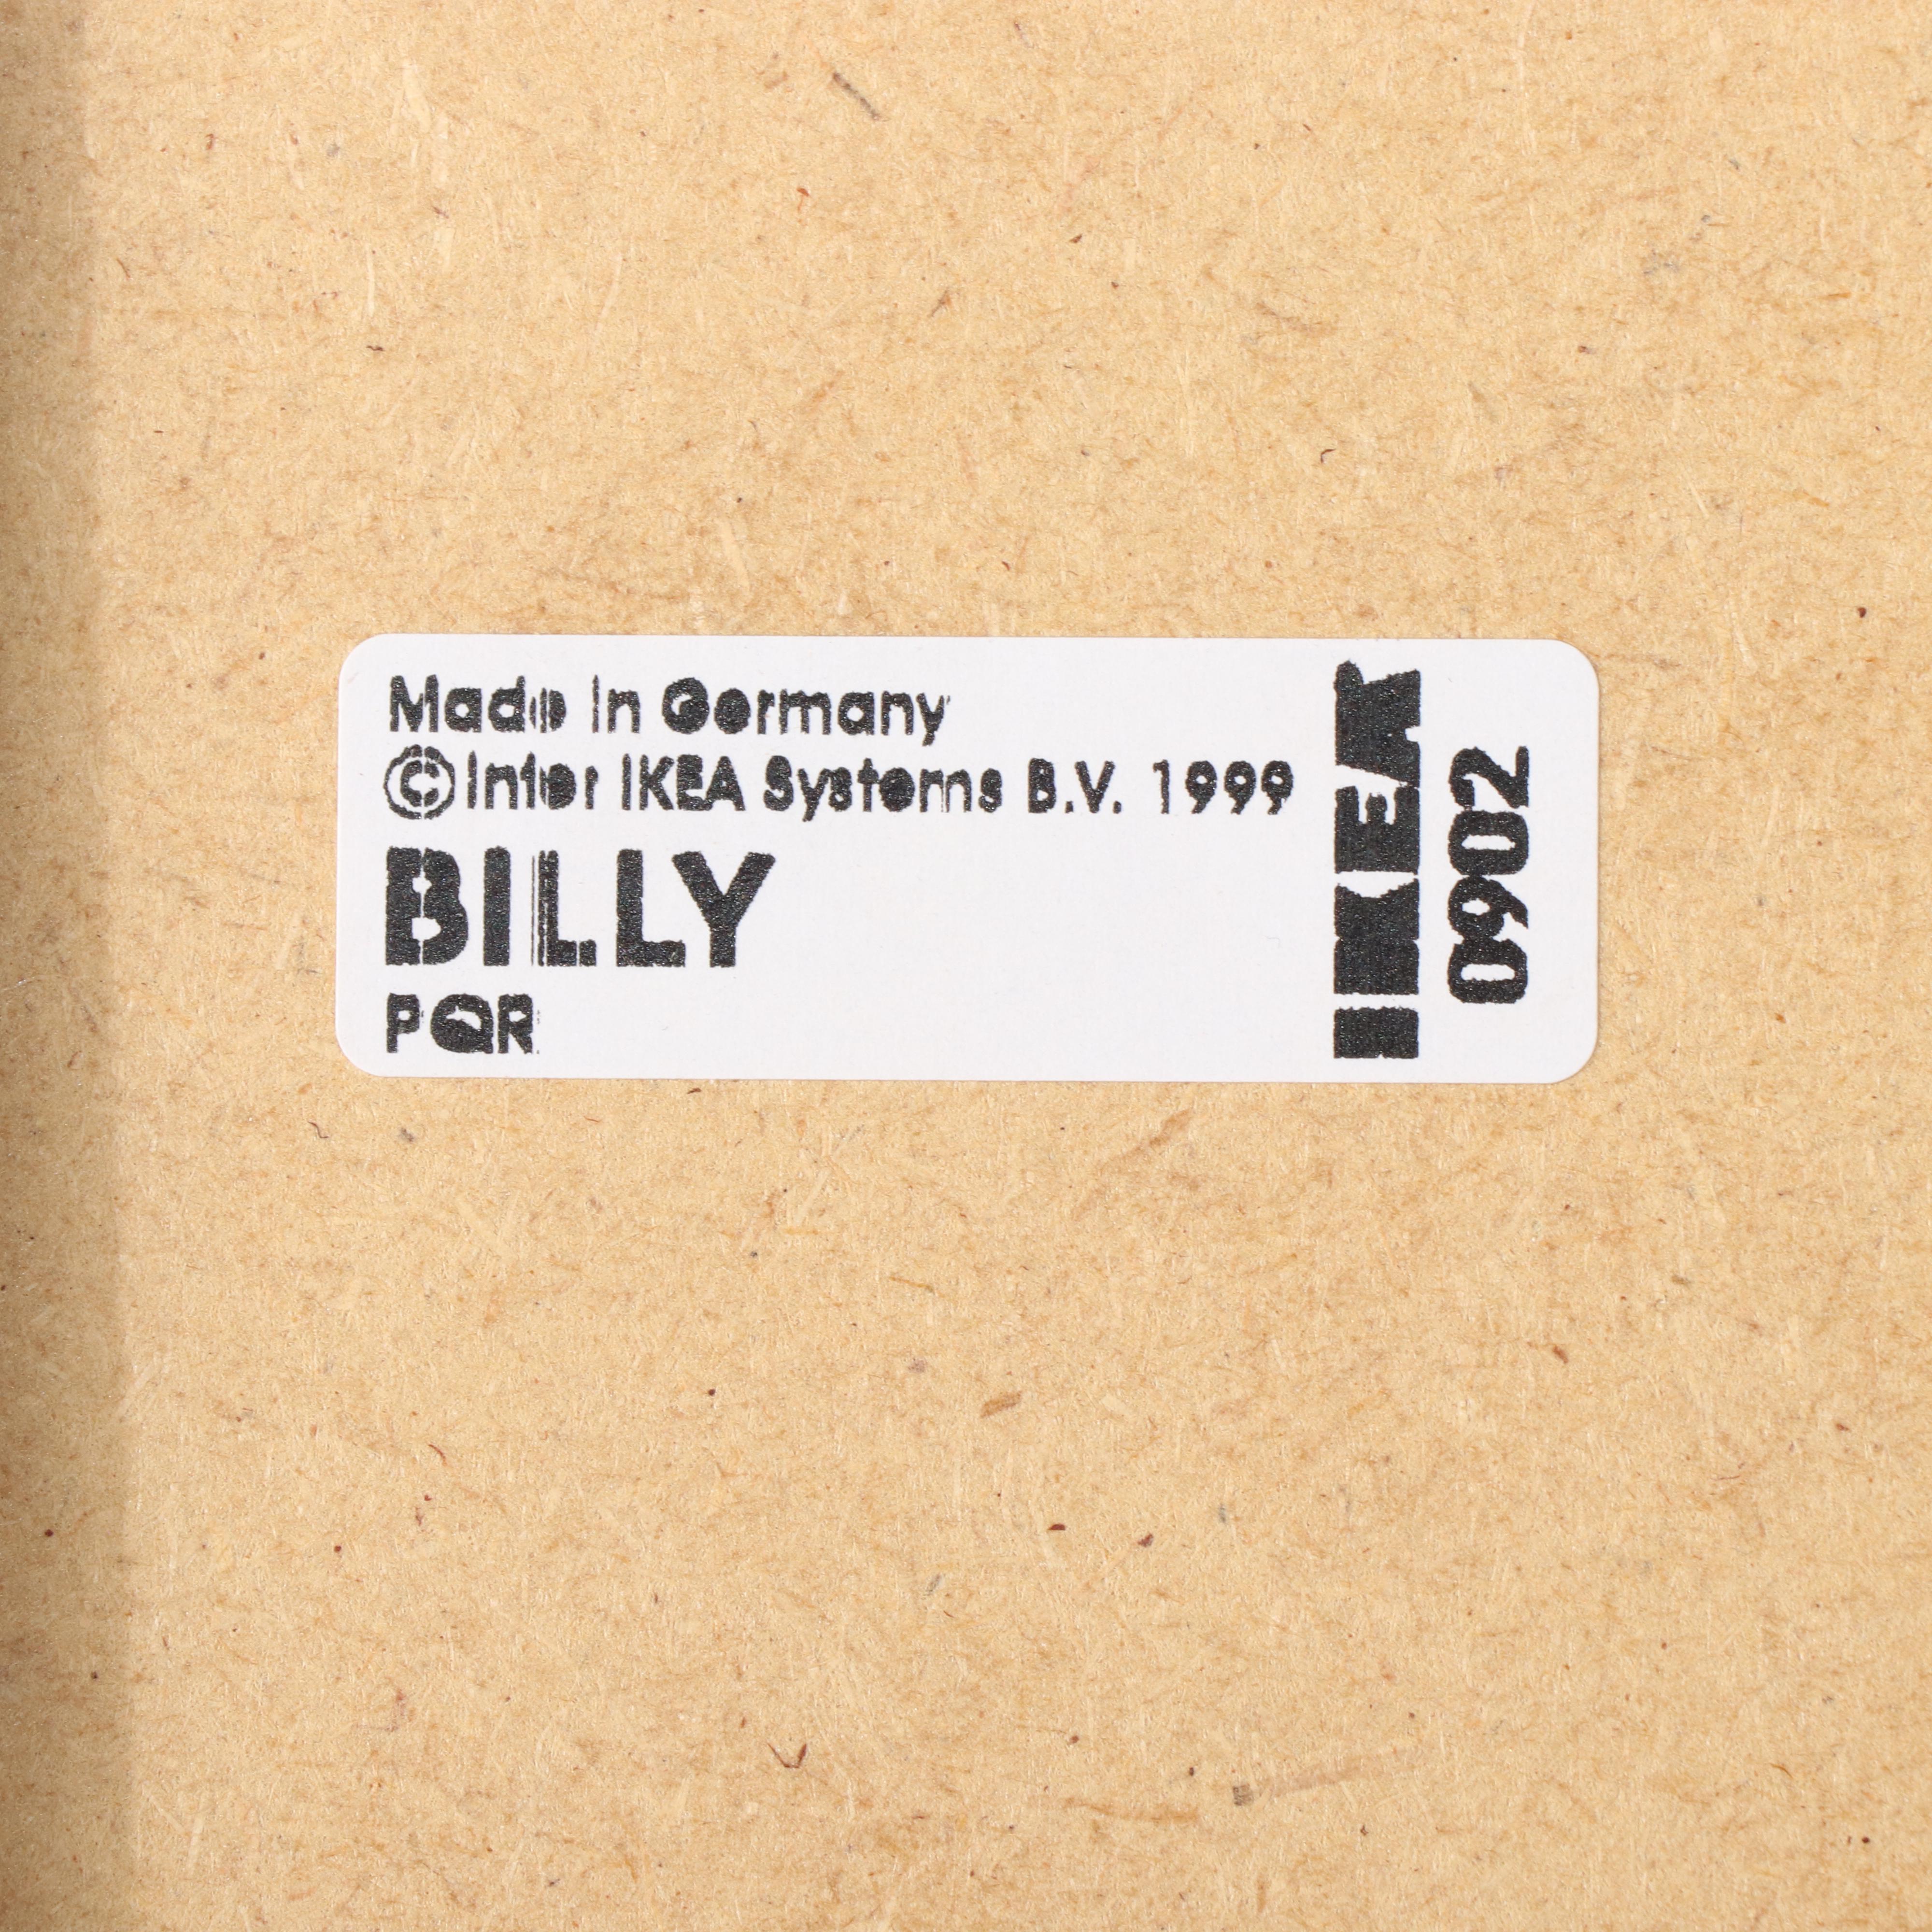 Made in Germany
©Inter IKEA Systems B.V. 1999
BILLY
PQR
IKEA
0902